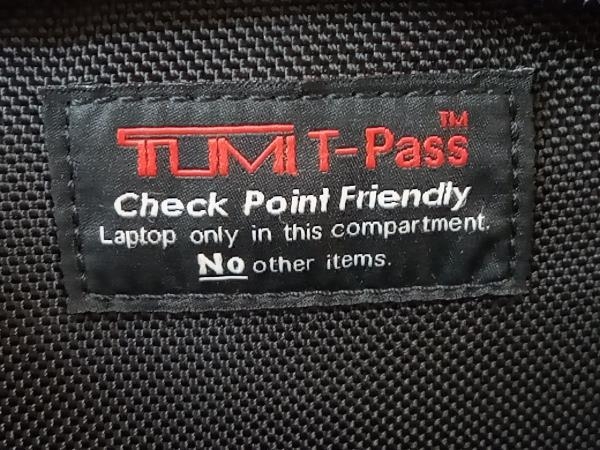 TUMI T-Pass™
Check Point Friendly
Laptop only in this compartment.
No other items.